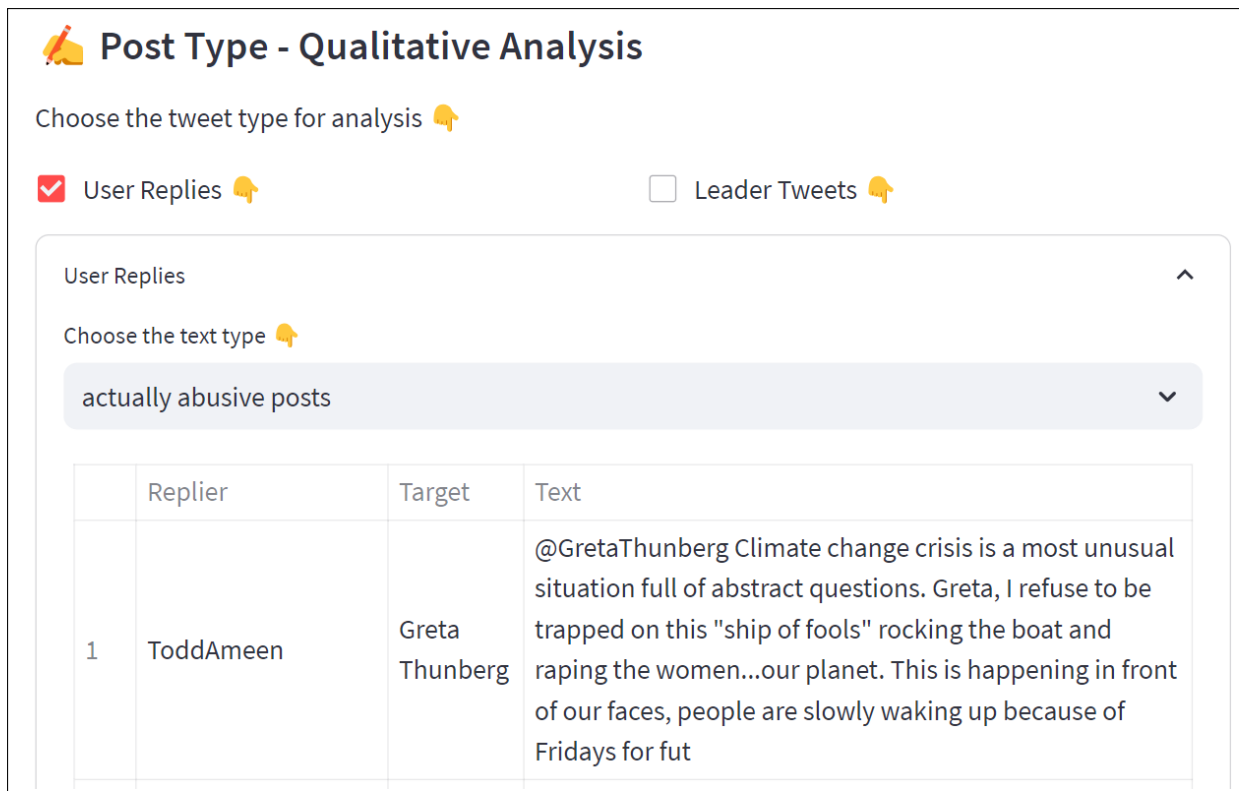 ✍️ Post Type - Qualitative Analysis
Choose the tweet type for analysis 👇
User Replies 👇
Leader Tweets 👇
User Replies
Choose the text type 👇
actually abusive posts
Replier
Target
Text
1
ToddAmeen
Greta
Thunberg
@GretaThunberg Climate change crisis is a most unusual
situation full of abstract questions. Greta, I refuse to be
trapped on this "ship of fools" rocking the boat and
raping the women...our planet. This is happening in front
of our faces, people are slowly waking up because of
Fridays for fut